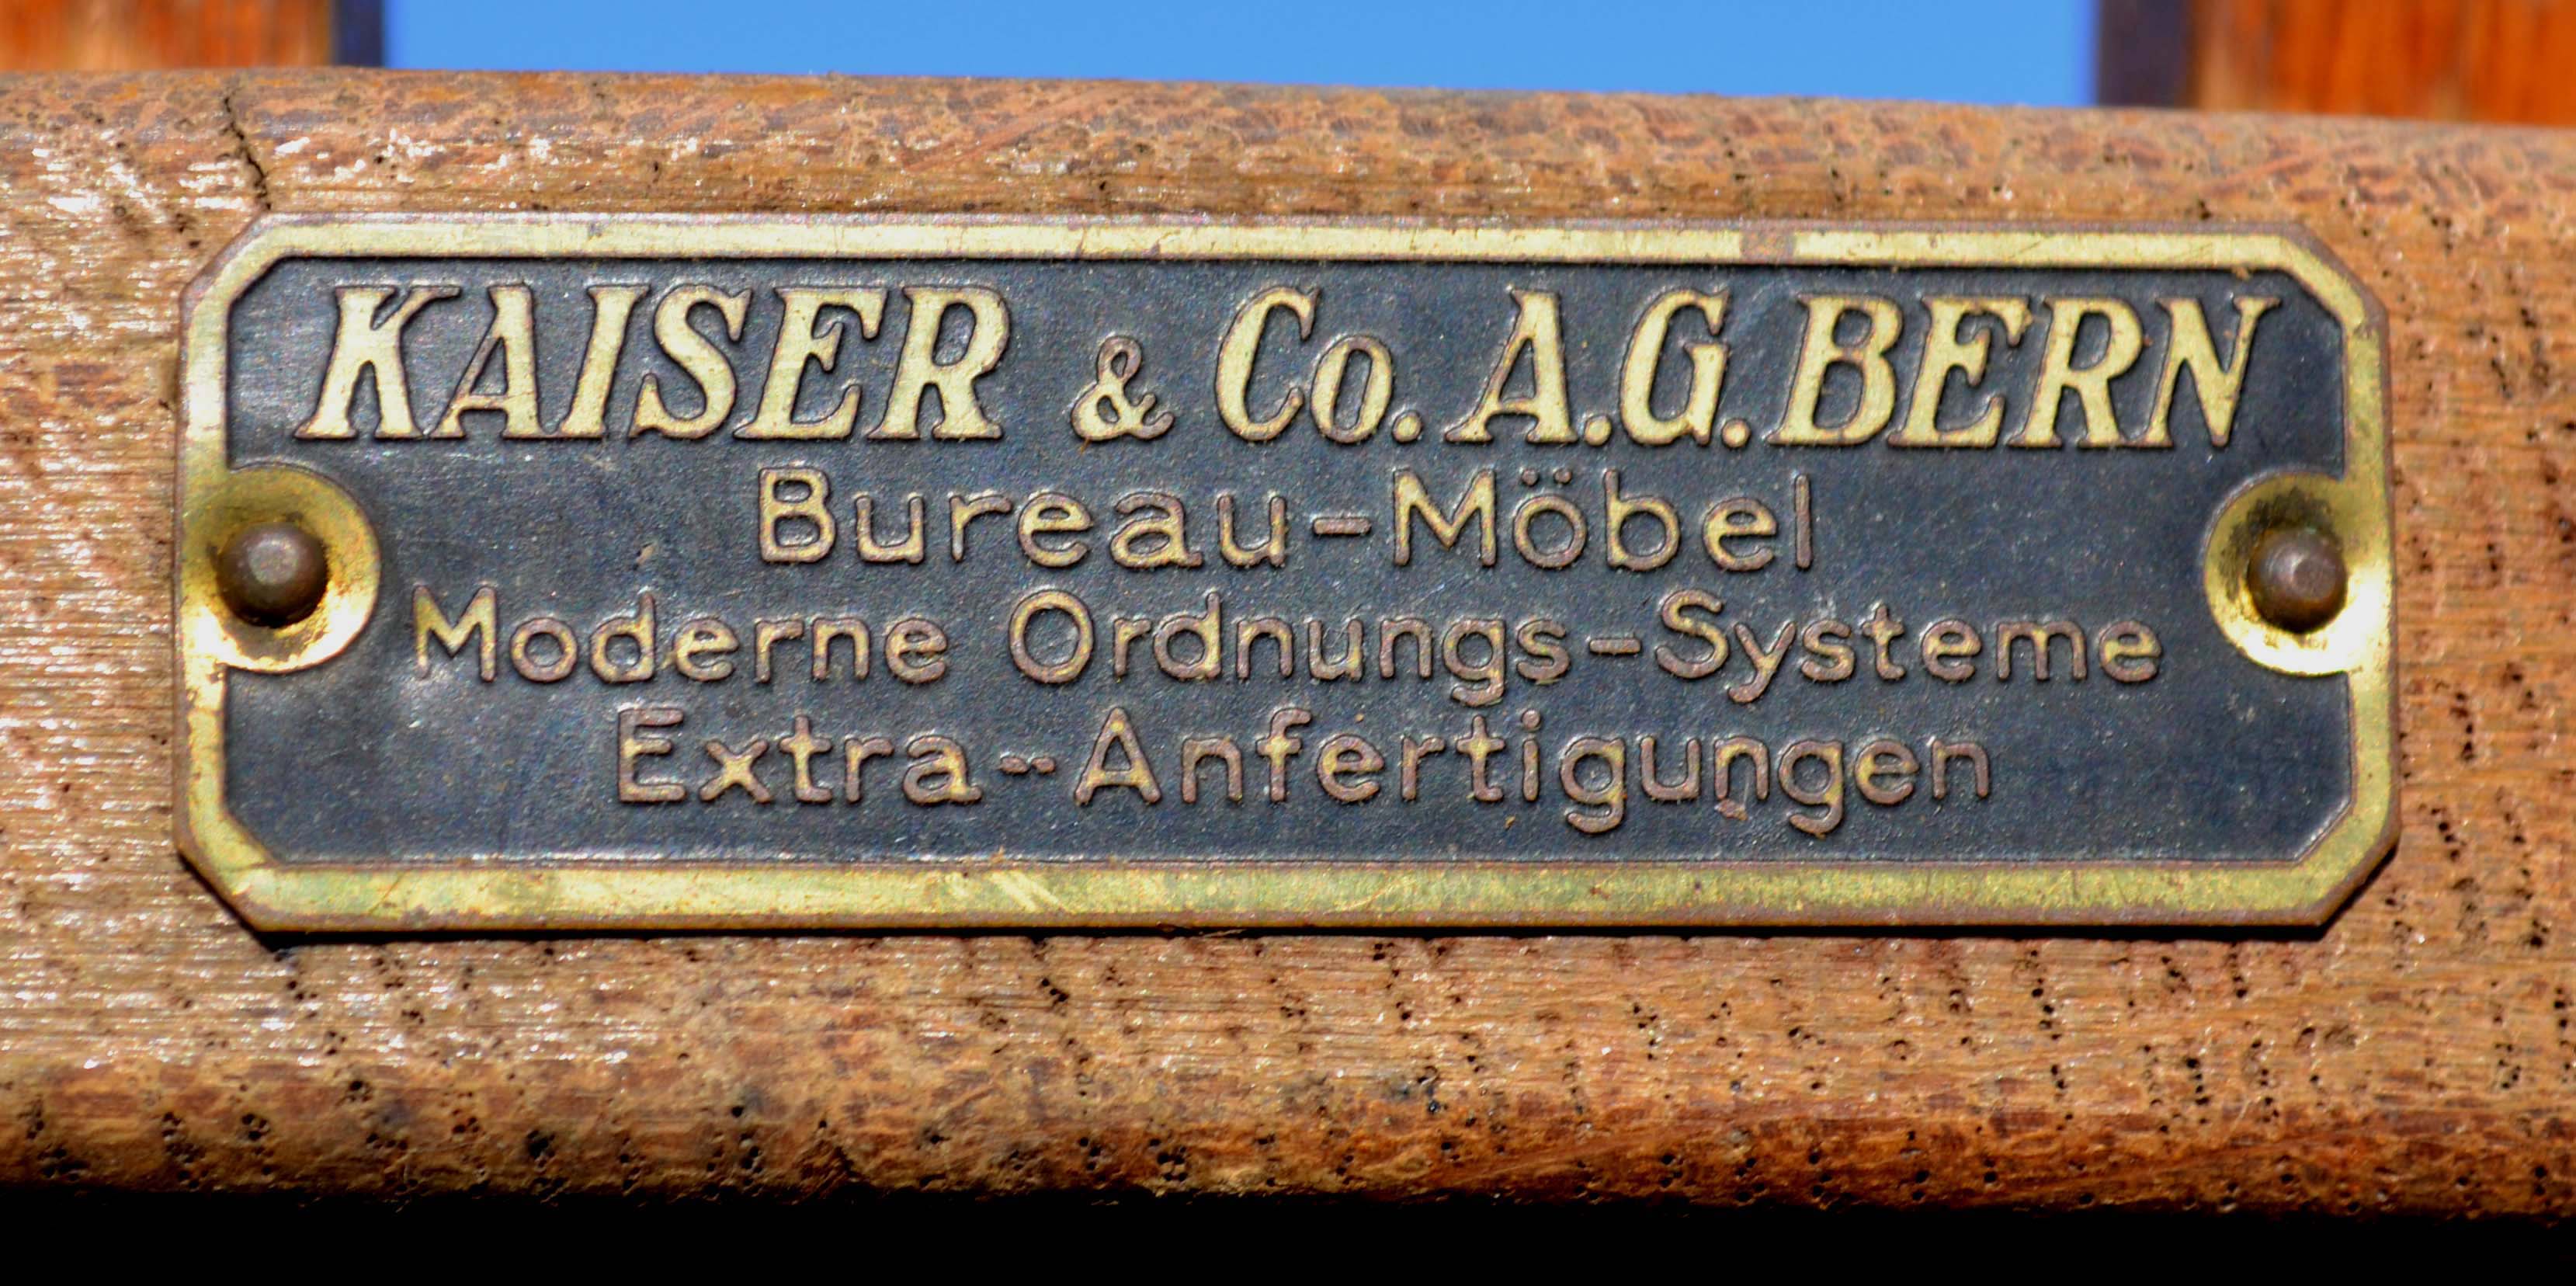 KAISER & Co. A.G. BERN
Bureau-Möbel
Moderne Ordnungs-Systeme
Extra-Anfertigungen